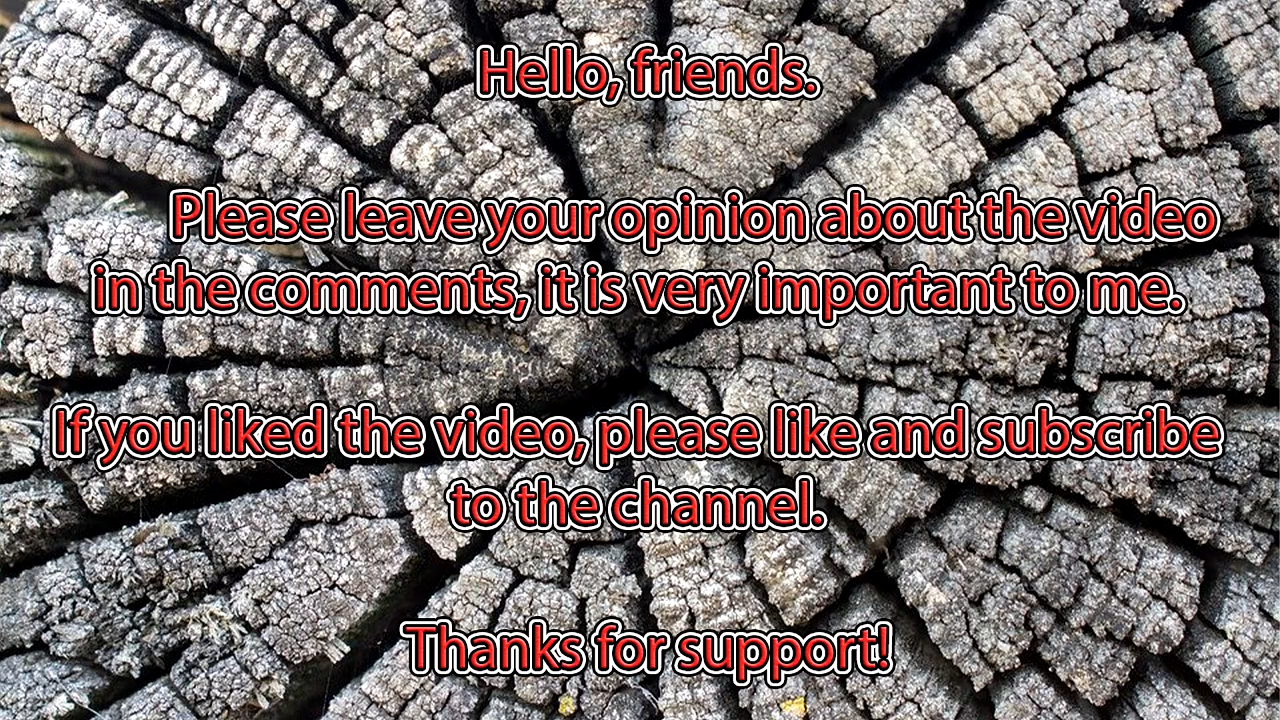 Hello, friends.
Please leave your opinion about the video
in the comments, it is very important to me.
If you liked the video, please like and subscribe
to the channel.
Thanks for support!